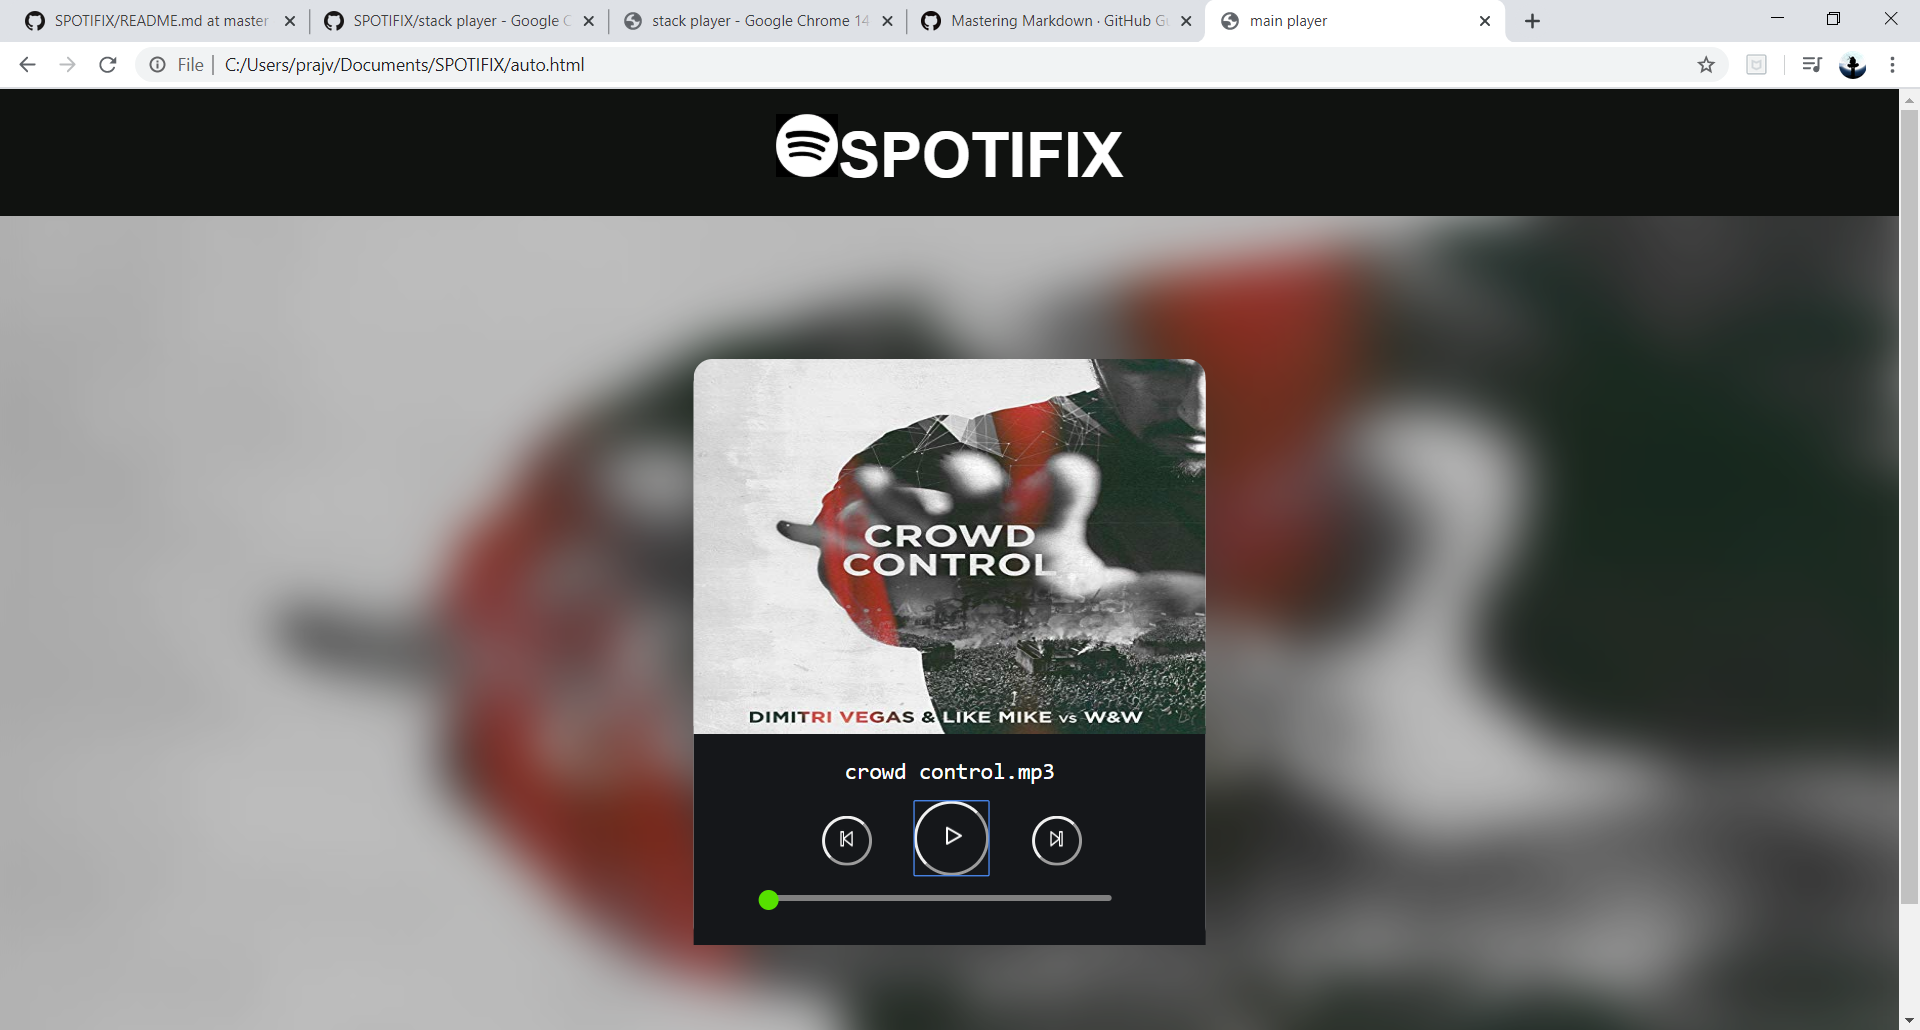 SPOTIFIX/README.md at master
SPOTIFIX/stack player - Google C
stack player - Google Chrome 14
Mastering Markdown · GitHub Gu
main player
File
C:/Users/prajv/Documents/SPOTIFIX/auto.html
SPOTIFIX
CROWD
CONTROL
DIMITRI VEGAS & LIKE MIKE vs W&W
crowd control.mp3